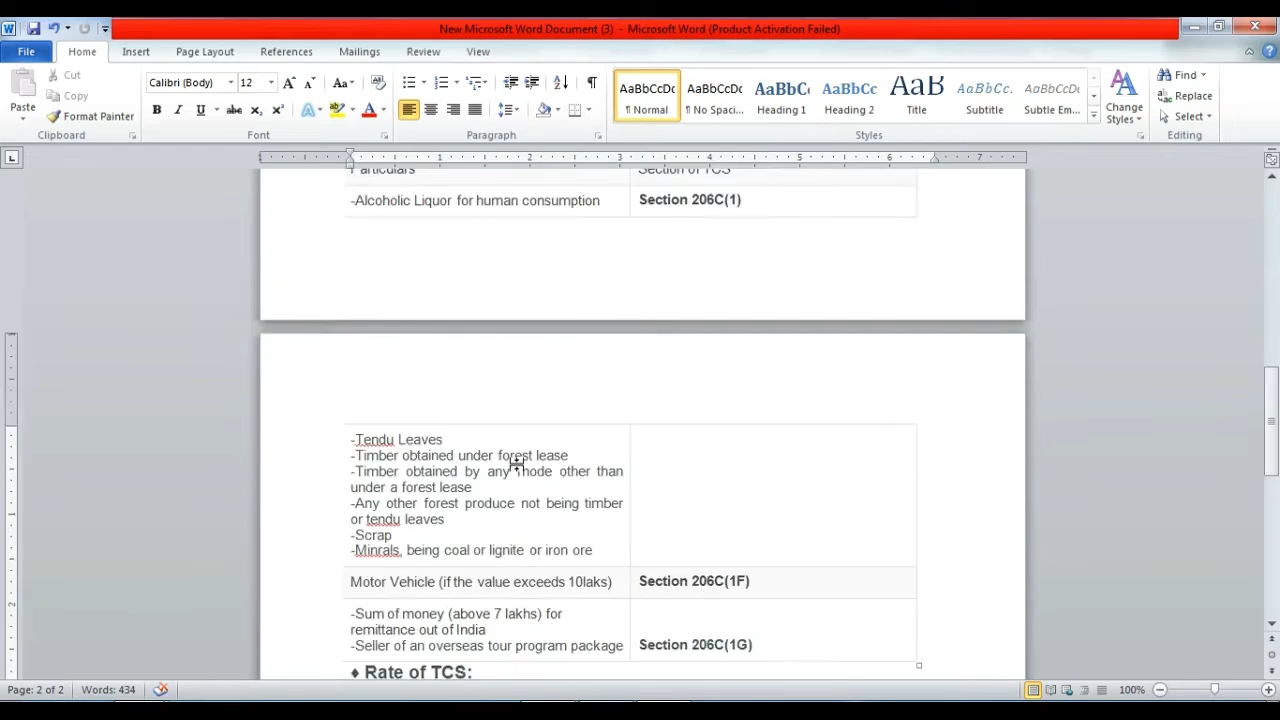 New Microsoft Word Document (3) - Microsoft Word (Product Activation Failed)
File Home Insert Page Layout References Mailings Review View
Cut
Copy
Format Painter
Paste
Calibri (Body) 12
AaBbCcDc AaBbCcDc AaBbC AaBbCc AaB AaBbCc. AaBbCcDc
¶ Normal ¶ No Spaci... Heading 1 Heading 2 Title Subtitle Subtle Em...
Change Styles
Find
Replace
Select
Clipboard Font Paragraph Styles Editing
Particulars Section of TCS
-Alcoholic Liquor for human consumption Section 206C(1)
-Tendu Leaves
-Timber obtained under forest lease
-Timber obtained by any mode other than
under a forest lease
-Any other forest produce not being timber
or tendu leaves
-Scrap
-Minrals, being coal or lignite or iron ore
Motor Vehicle (if the value exceeds 10laks) Section 206C(1F)
-Sum of money (above 7 lakhs) for
remittance out of India
-Seller of an overseas tour program package Section 206C(1G)
♦ Rate of TCS:
Page: 2 of 2 Words: 434 100%